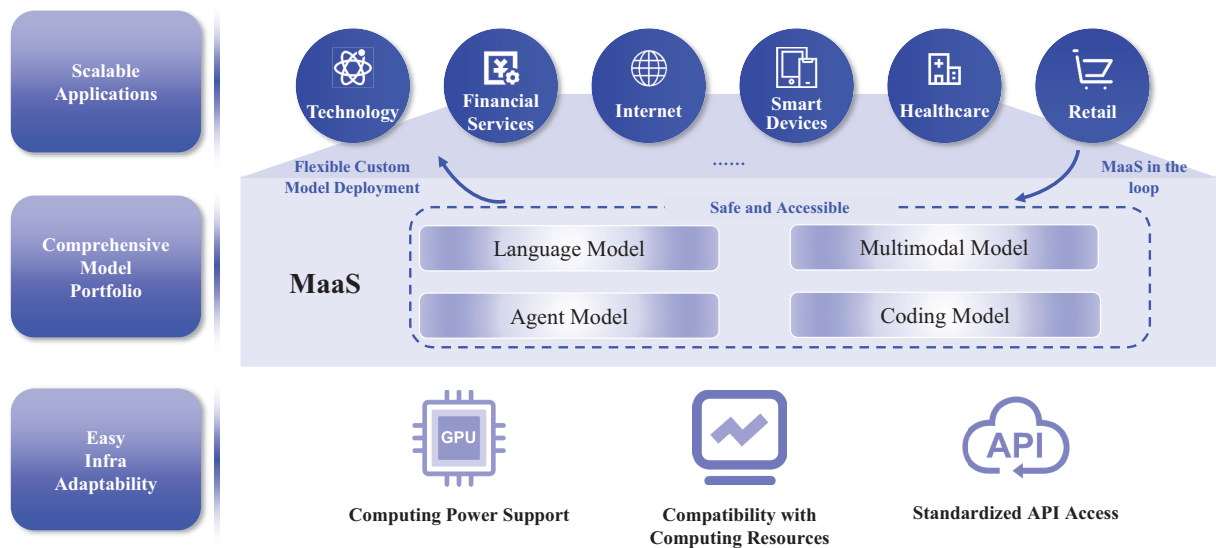 Scalable
Applications
Technology
Financial
Services
Internet
Smart
Devices
Healthcare
Retail
Flexible Custom
Model Deployment
......
MaaS in the
loop
Comprehensive
Model
Portfolio
MaaS
Safe and Accessible
Language Model
Multimodal Model
Agent Model
Coding Model
Easy
Infra
Adaptability
GPU
API
Computing Power Support
Compatibility with
Computing Resources
Standardized API Access